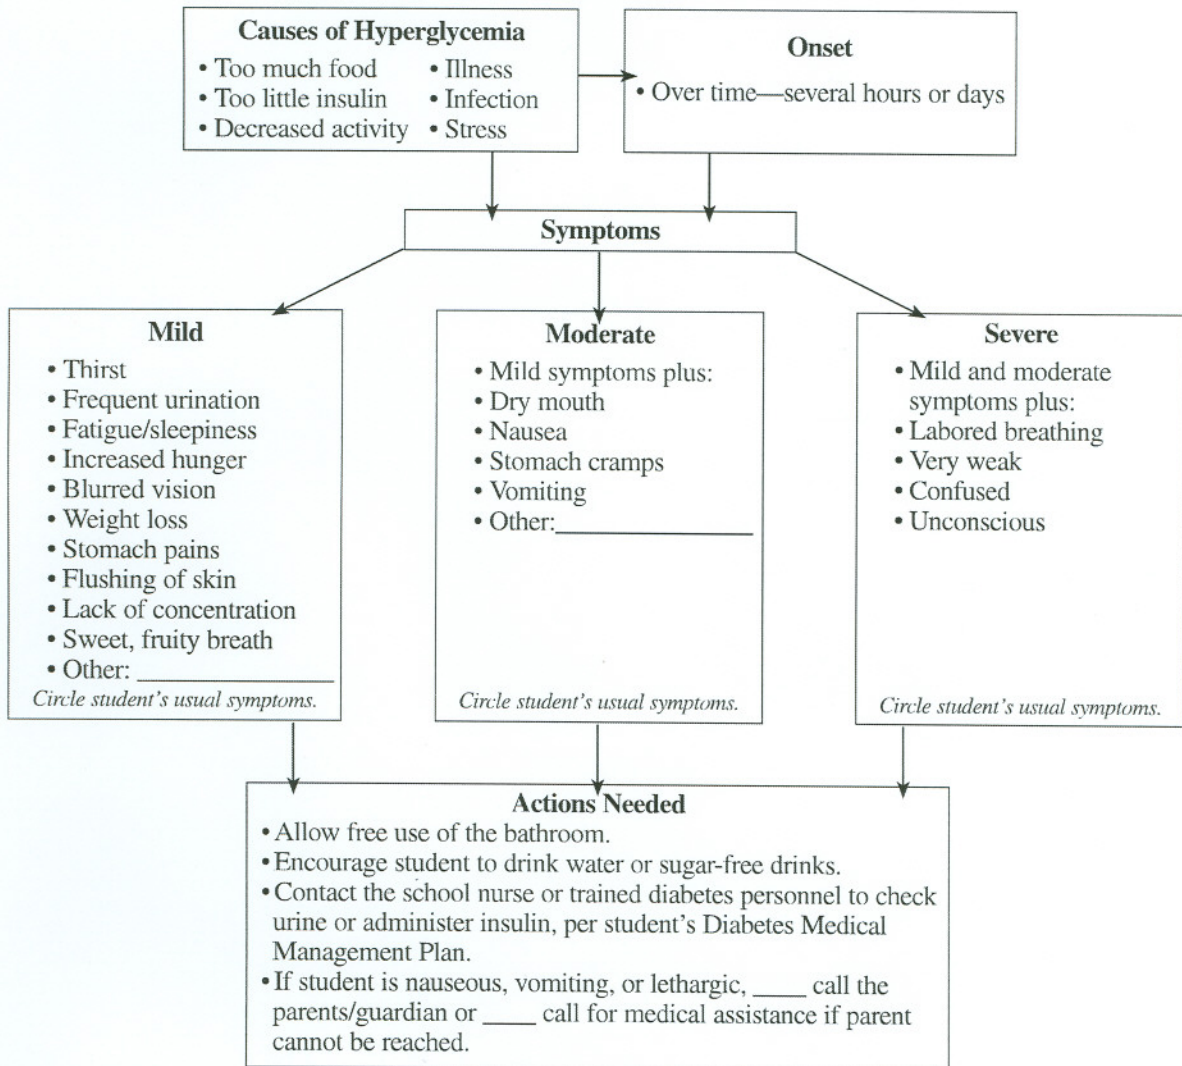 Causes of Hyperglycemia
• Too much food
• Too little insulin
• Decreased activity
• Illness
• Infection
• Stress
Onset
• Over time—several hours or days
Symptoms
Mild
• Thirst
• Frequent urination
• Fatigue/sleepiness
• Increased hunger
• Blurred vision
• Weight loss
• Stomach pains
• Flushing of skin
• Lack of concentration
• Sweet, fruity breath
• Other: ________________
Circle student's usual symptoms.
Moderate
• Mild symptoms plus:
• Dry mouth
• Nausea
• Stomach cramps
• Vomiting
• Other:________________
Circle student's usual symptoms.
Severe
• Mild and moderate
symptoms plus:
• Labored breathing
• Very weak
• Confused
• Unconscious
Circle student's usual symptoms.
Actions Needed
• Allow free use of the bathroom.
• Encourage student to drink water or sugar-free drinks.
• Contact the school nurse or trained diabetes personnel to check
urine or administer insulin, per student's Diabetes Medical
Management Plan.
• If student is nauseous, vomiting, or lethargic, ____ call the
parents/guardian or ____ call for medical assistance if parent
cannot be reached.